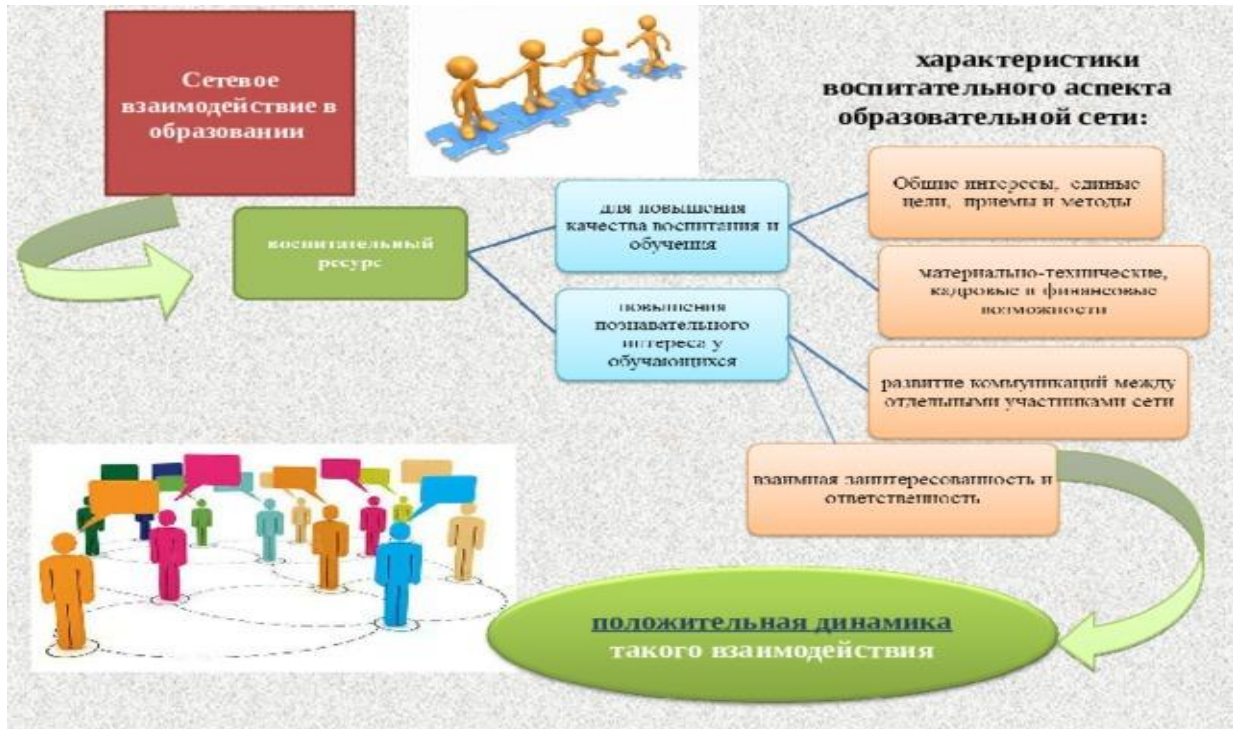 Сетевое
взаимодействие в
образовании
характеристики
воспитательного аспекта
образовательной сети:
воспитательный
ресурс
для повышения
качества воспитания и
обучения
повышения
познавательного
интереса у
обучающихся
Общие интересы, единые
цели, приемы и методы
материально-технические,
кадровые и финансовые
возможности
развитие коммуникаций между
отдельными участниками сети
взаимная заинтересованность и
ответственность
положительная динамика
такого взаимодействия